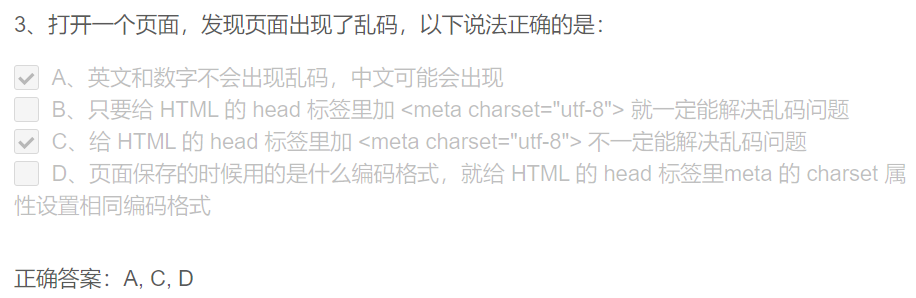 3、打开一个页面，发现页面出现了乱码，以下说法正确的是：
A、英文和数字不会出现乱码，中文可能会出现
B、只要给 HTML 的 head 标签里加 <meta charset="utf-8"> 就一定能解决乱码问题
C、给 HTML 的 head 标签里加 <meta charset="utf-8"> 不一定能解决乱码问题
D、页面保存的时候用的是什么编码格式，就给 HTML 的 head 标签里meta 的 charset 属
性设置相同编码格式
正确答案：A, C, D